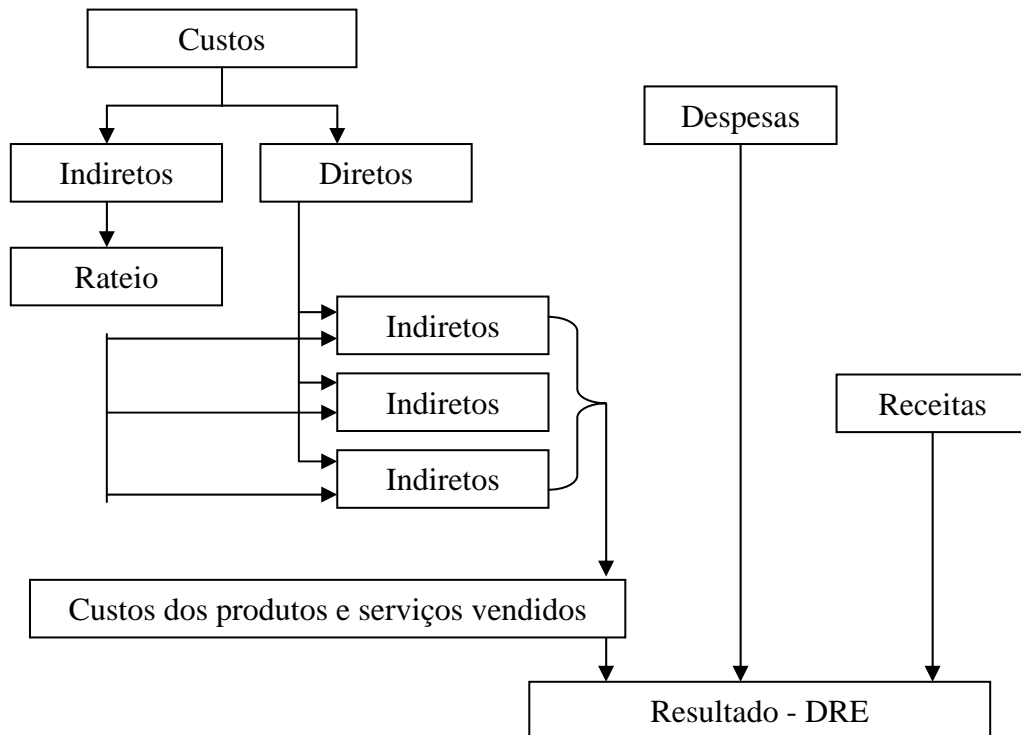 Custos
Despesas
Indiretos
Diretos
Rateio
Indiretos
Indiretos
Receitas
Indiretos
Custos dos produtos e serviços vendidos
Resultado - DRE